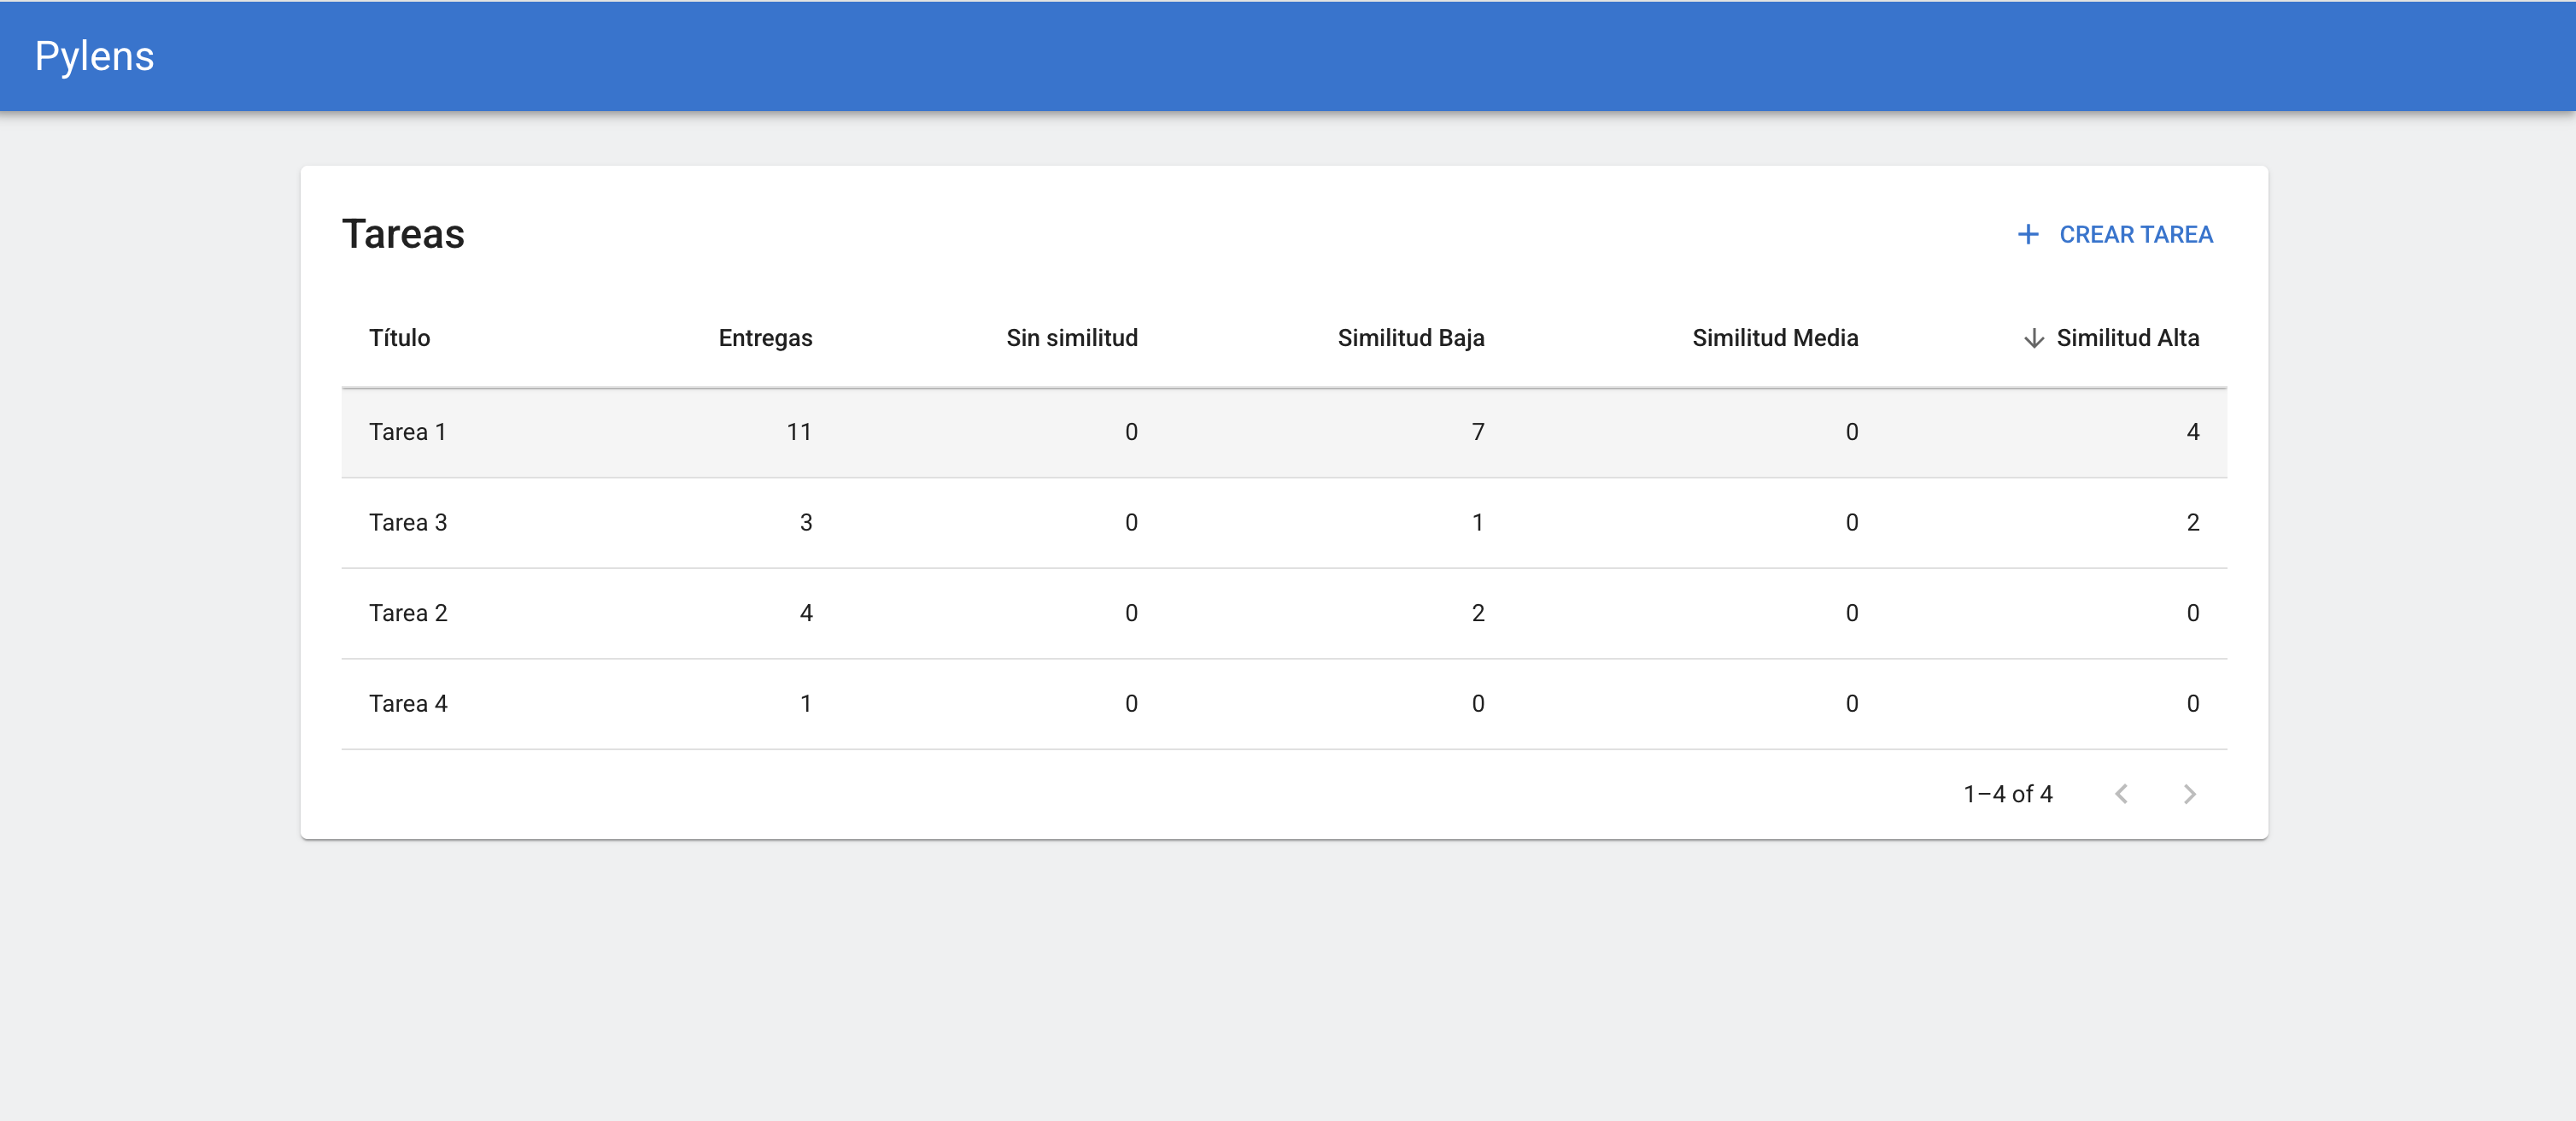 Pylens
Tareas
CREAR TAREA
Título Entregas Sin similitud Similitud Baja Similitud Media Similitud Alta
Tarea 1 11 0 7 0 4
Tarea 3 3 0 1 0 2
Tarea 2 4 0 2 0 0
Tarea 4 1 0 0 0 0
1–4 of 4